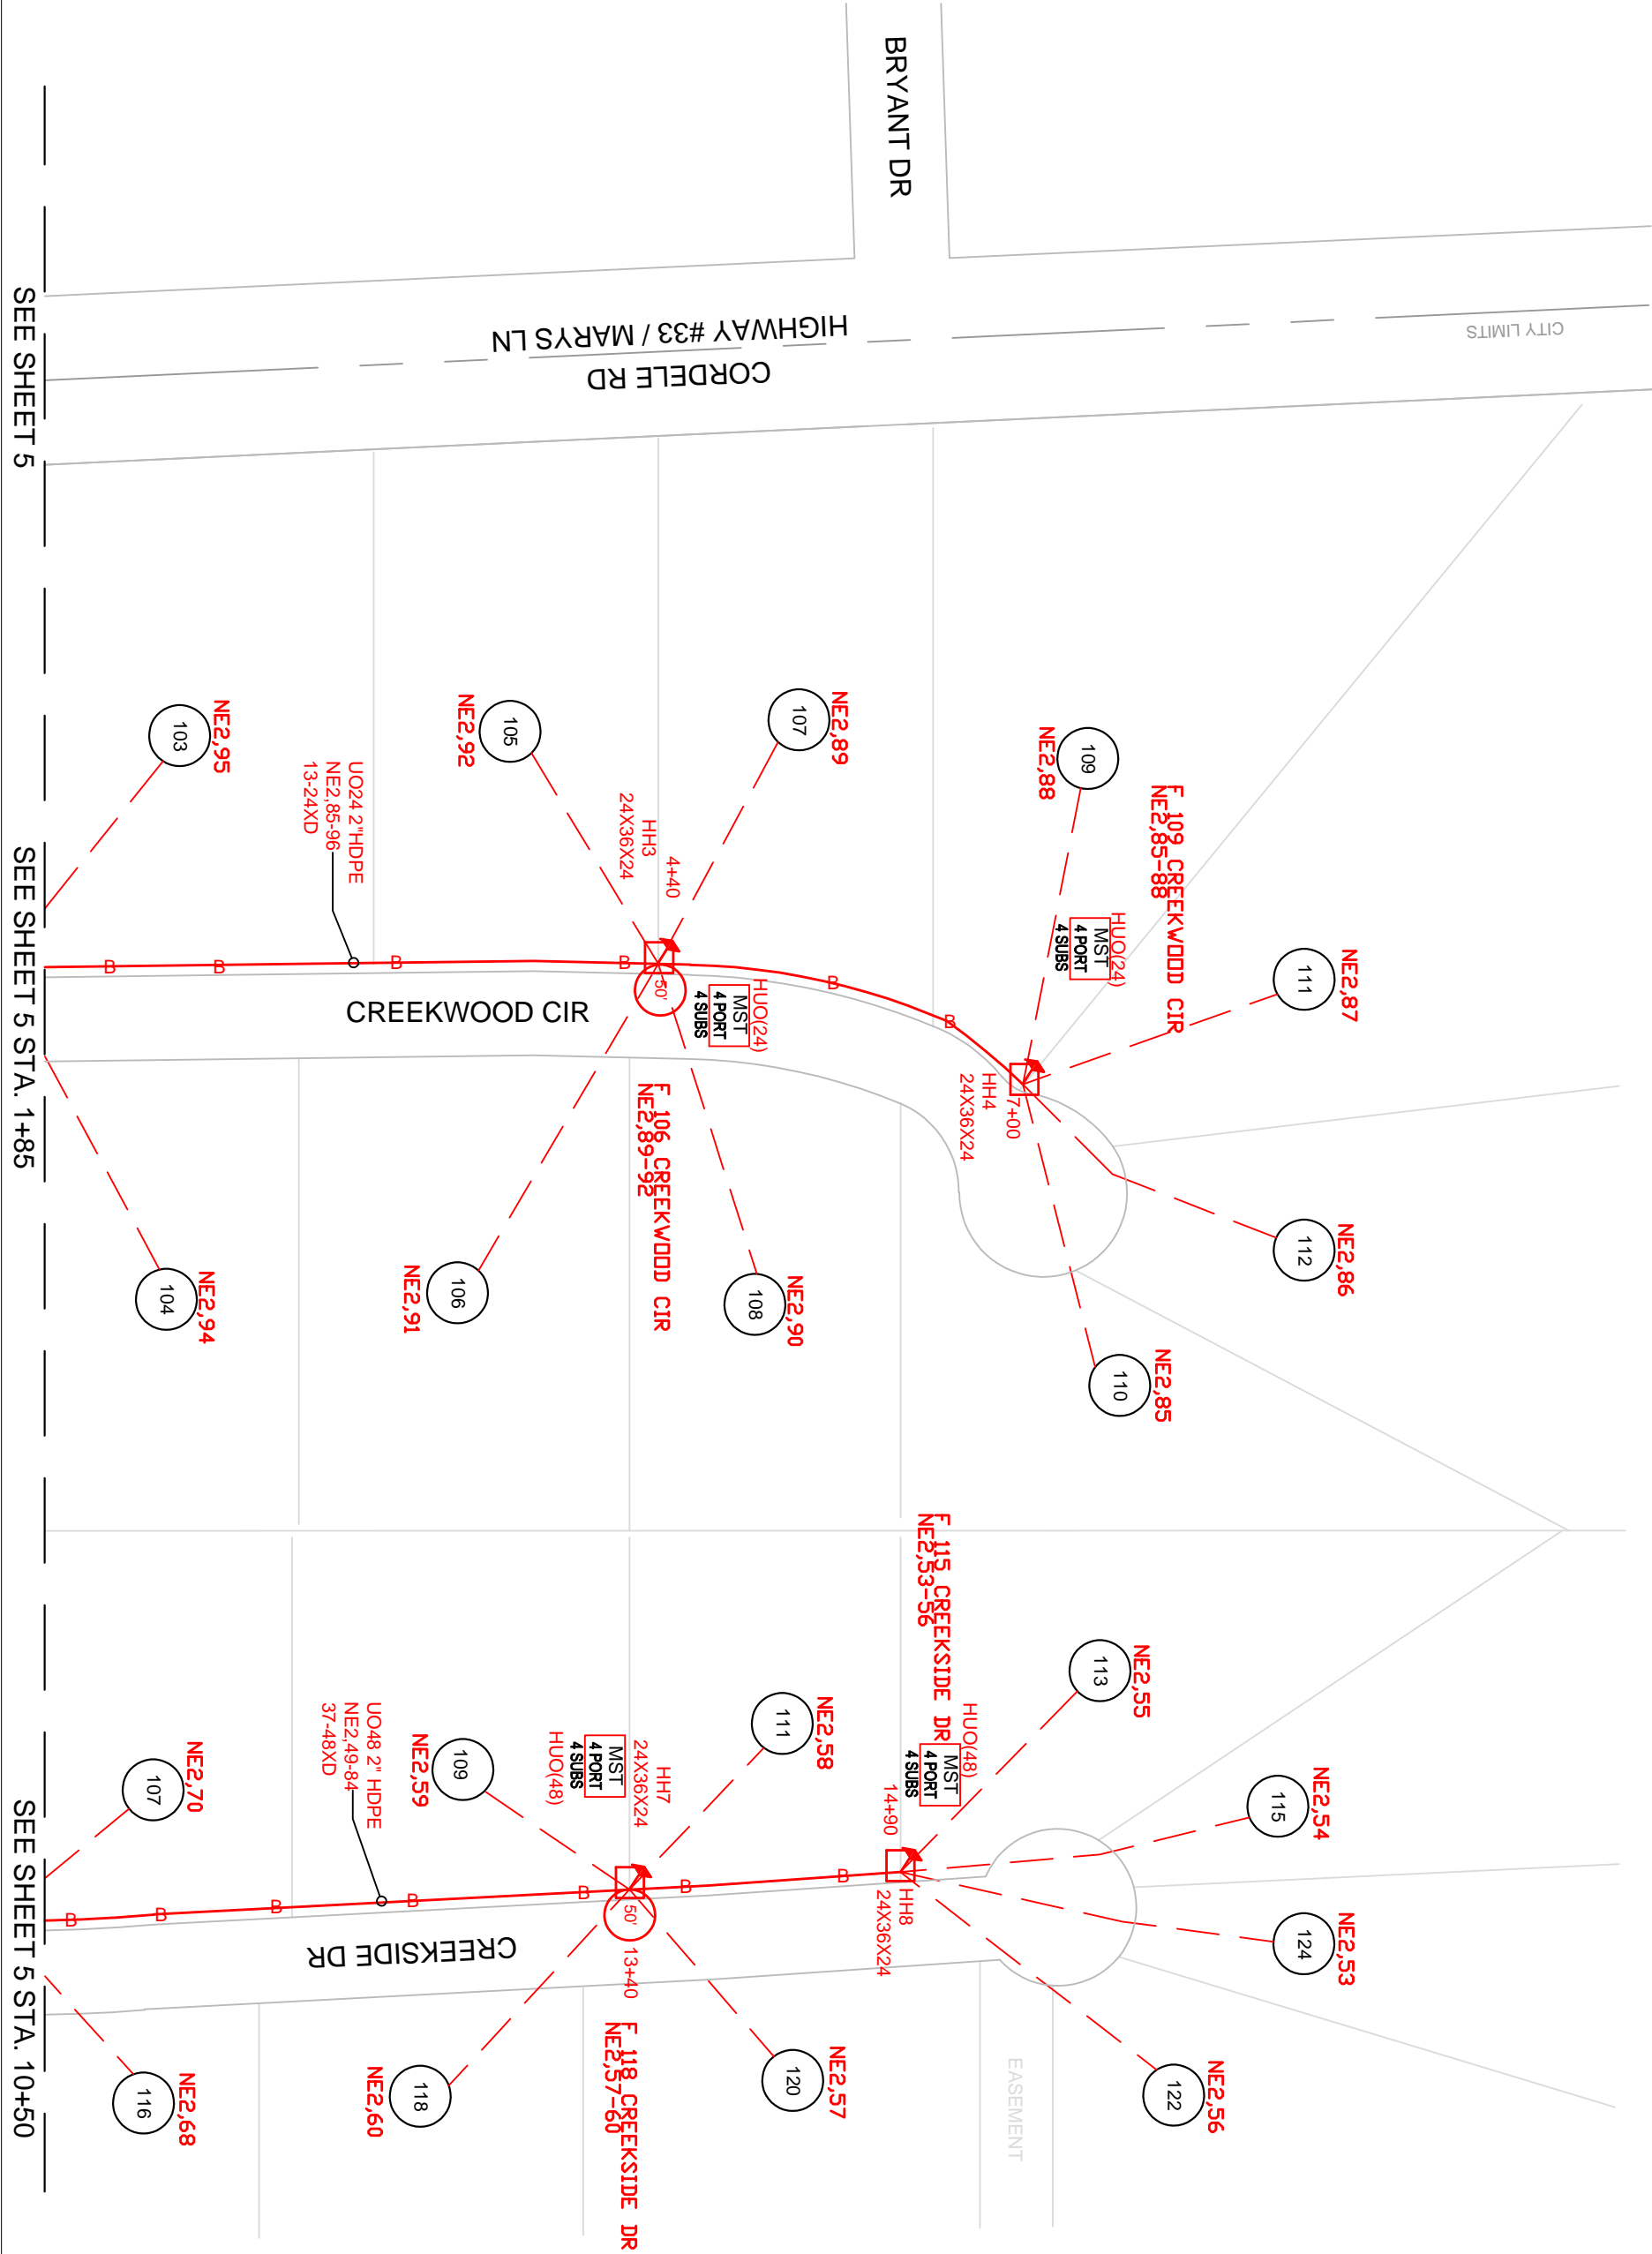 BRYANT DR
HIGHWAY #33 / MARYS LN
CORDELE RD
CITY LIMITS
SEE SHEET 5
NE2,95
103
NE2,92
105
NE2,89
107
NE2,88
109
F 109 CREEKWOOD CIR
NE2,85-88
HUO(24)
MST
4 PORT
4 SUBS
NE2,87
111
UO24 2"HDPE
NE2,85-96
13-24XD
HH3
24X36X24
4+40
B
B
B
B
B
B
50'
HUO(24)
MST
4 PORT
4 SUBS
CREEKWOOD CIR
7+00
HH4
24X36X24
SEE SHEET 5 STA. 1+85
F 106 CREEKWOOD CIR
NE2,89-92
NE2,94
104
NE2,91
106
NE2,90
108
NE2,86
112
NE2,85
110
F 115 CREEKSIDE DR
NE2,53-56
HUO(48)
MST
4 PORT
4 SUBS
NE2,55
113
NE2,54
115
NE2,58
111
NE2,59
109
NE2,70
107
UO48 2" HDPE
NE2,49-84
37-48XD
HH7
24X36X24
MST
4 PORT
4 SUBS
HUO(48)
14+90
HH8
24X36X24
B
B
B
B
B
B
B
50'
13+40
CREEKSIDE DR
NE2,53
124
NE2,56
122
NE2,57
120
F 118 CREEKSIDE DR
NE2,57-60
NE2,60
118
NE2,68
116
EASEMENT
SEE SHEET 5 STA. 10+50